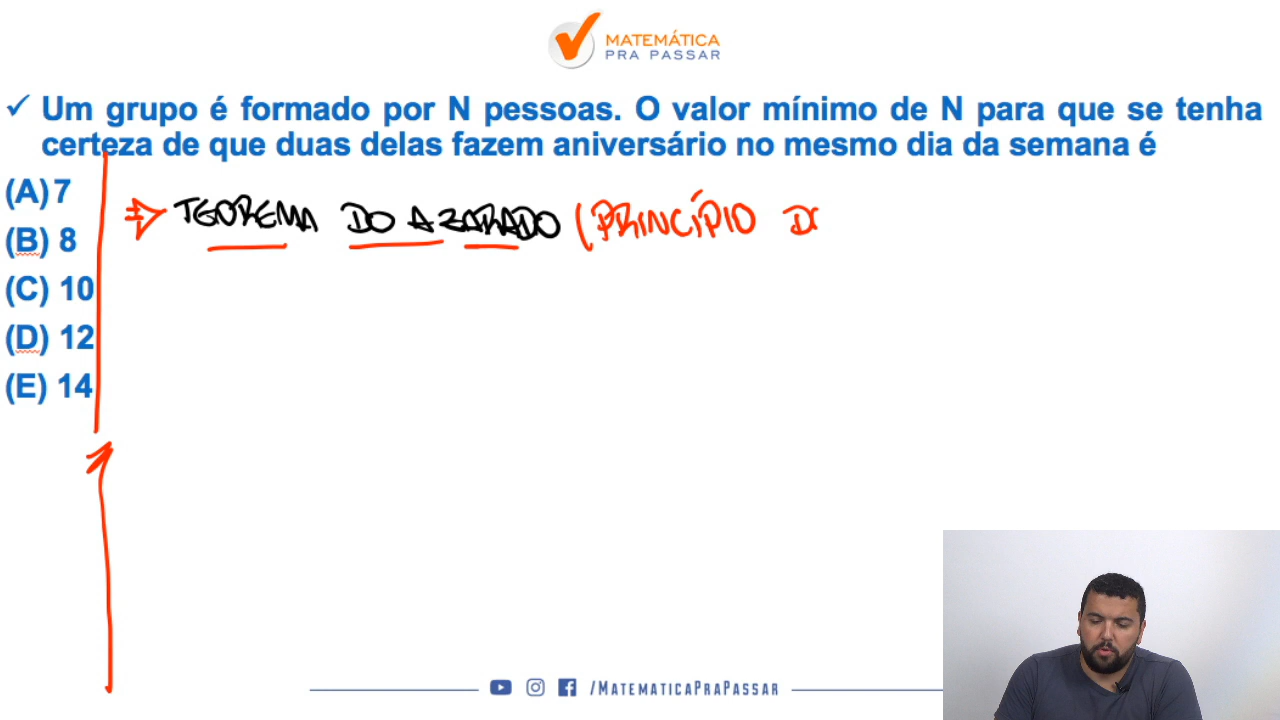 MATEMÁTICA
PRA PASSAR
✓ Um grupo é formado por N pessoas. O valor mínimo de N para que se tenha
certeza de que duas delas fazem aniversário no mesmo dia da semana é
(A) 7
(B) 8
(C) 10
(D) 12
(E) 14
⇒ TEOREMA DO AZARADO (PRINCÍPIO DO
/MATEMATICAPRAPASSAR